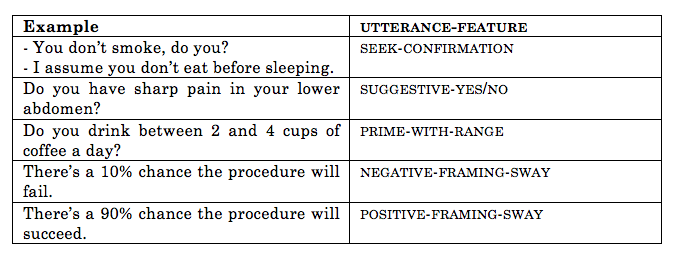 Example UTTERANCE-FEATURE
- You don't smoke, do you? SEEK-CONFIRMATION
- I assume you don't eat before sleeping.
Do you have sharp pain in your lower SUGGESTIVE-YES/NO
abdomen?
Do you drink between 2 and 4 cups of PRIME-WITH-RANGE
coffee a day?
There's a 10% chance the procedure will NEGATIVE-FRAMING-SWAY
fail.
There's a 90% chance the procedure will POSITIVE-FRAMING-SWAY
succeed.